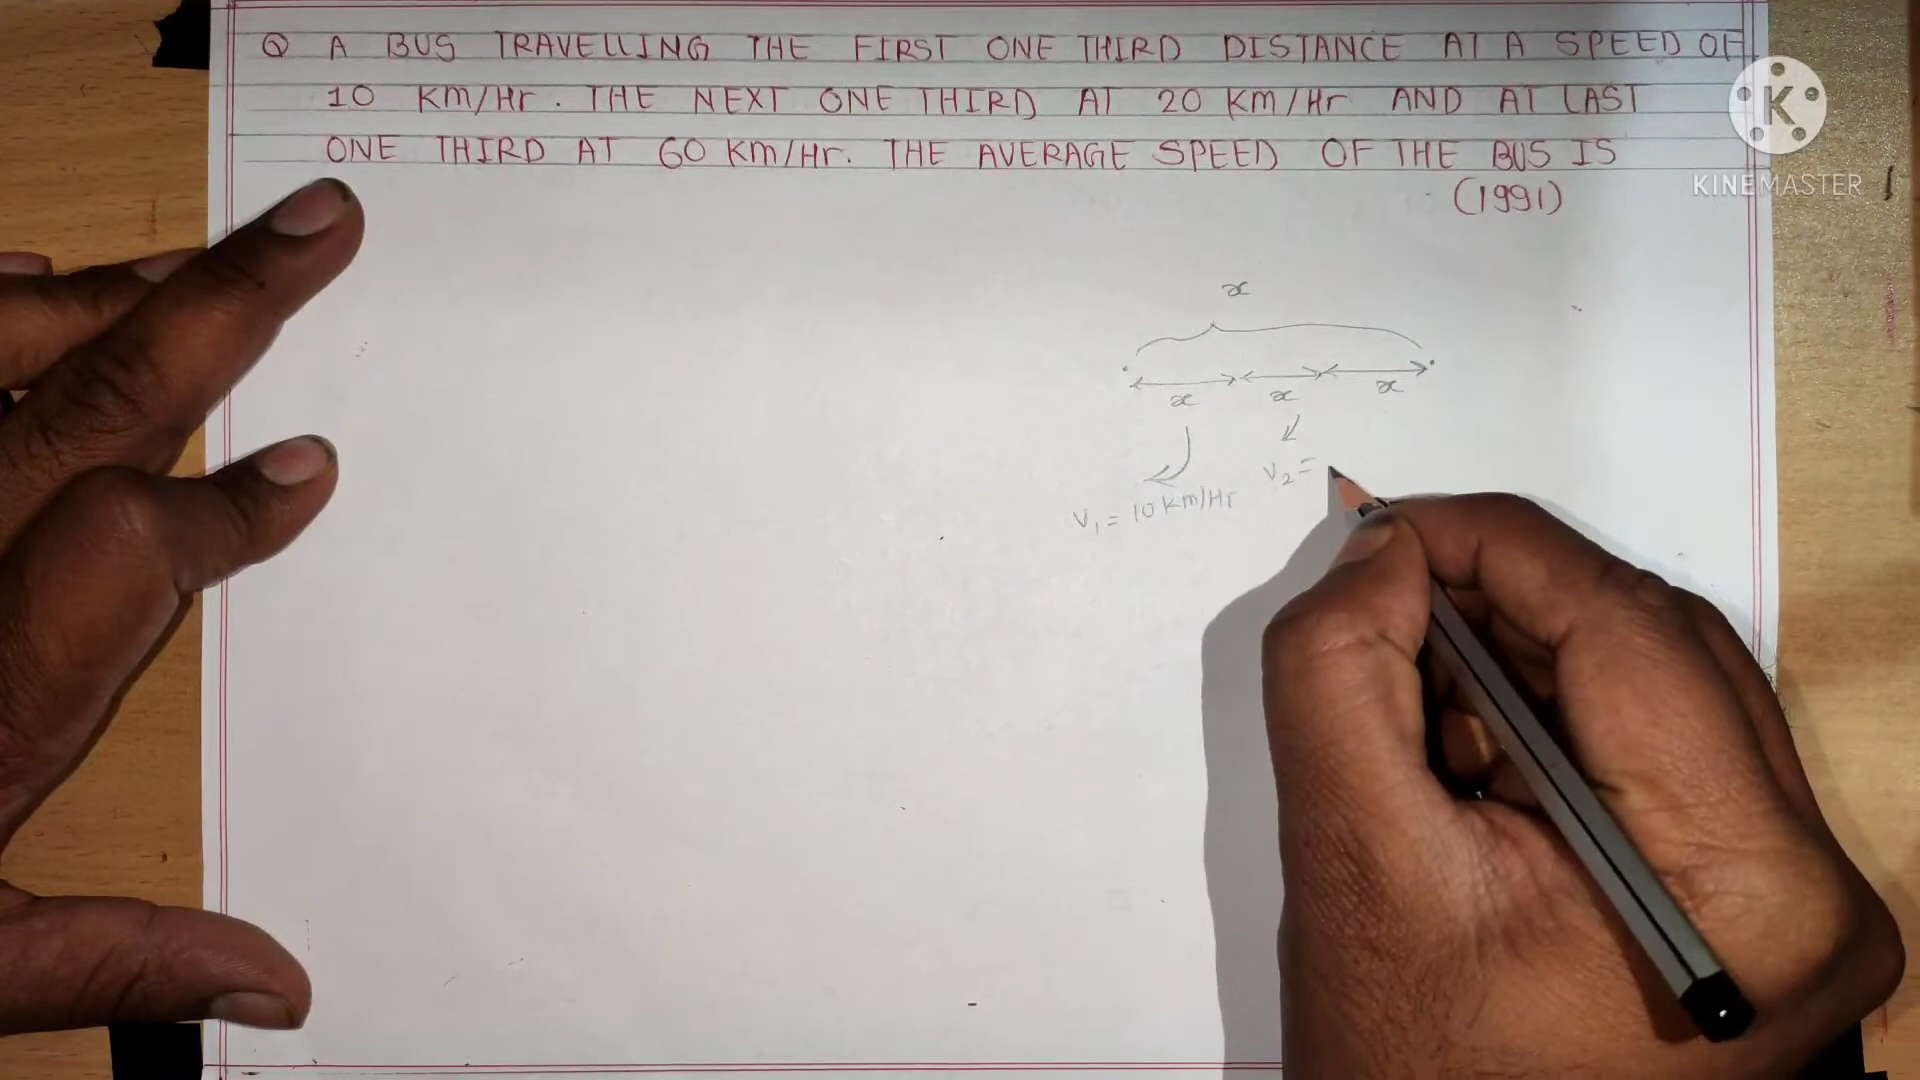 Q A BUS TRAVELLING THE FIRST ONE THIRD DISTANCE AT A SPEED OF
10 KM/Hr. THE NEXT ONE THIRD AT 20 KM/Hr AND AT LAST
ONE THIRD AT 60 KM/Hr. THE AVERAGE SPEED OF THE BUS IS
(1991)
K
KINEMASTER
x
x x x
V₁ = 10 KM/Hr
V₂ =